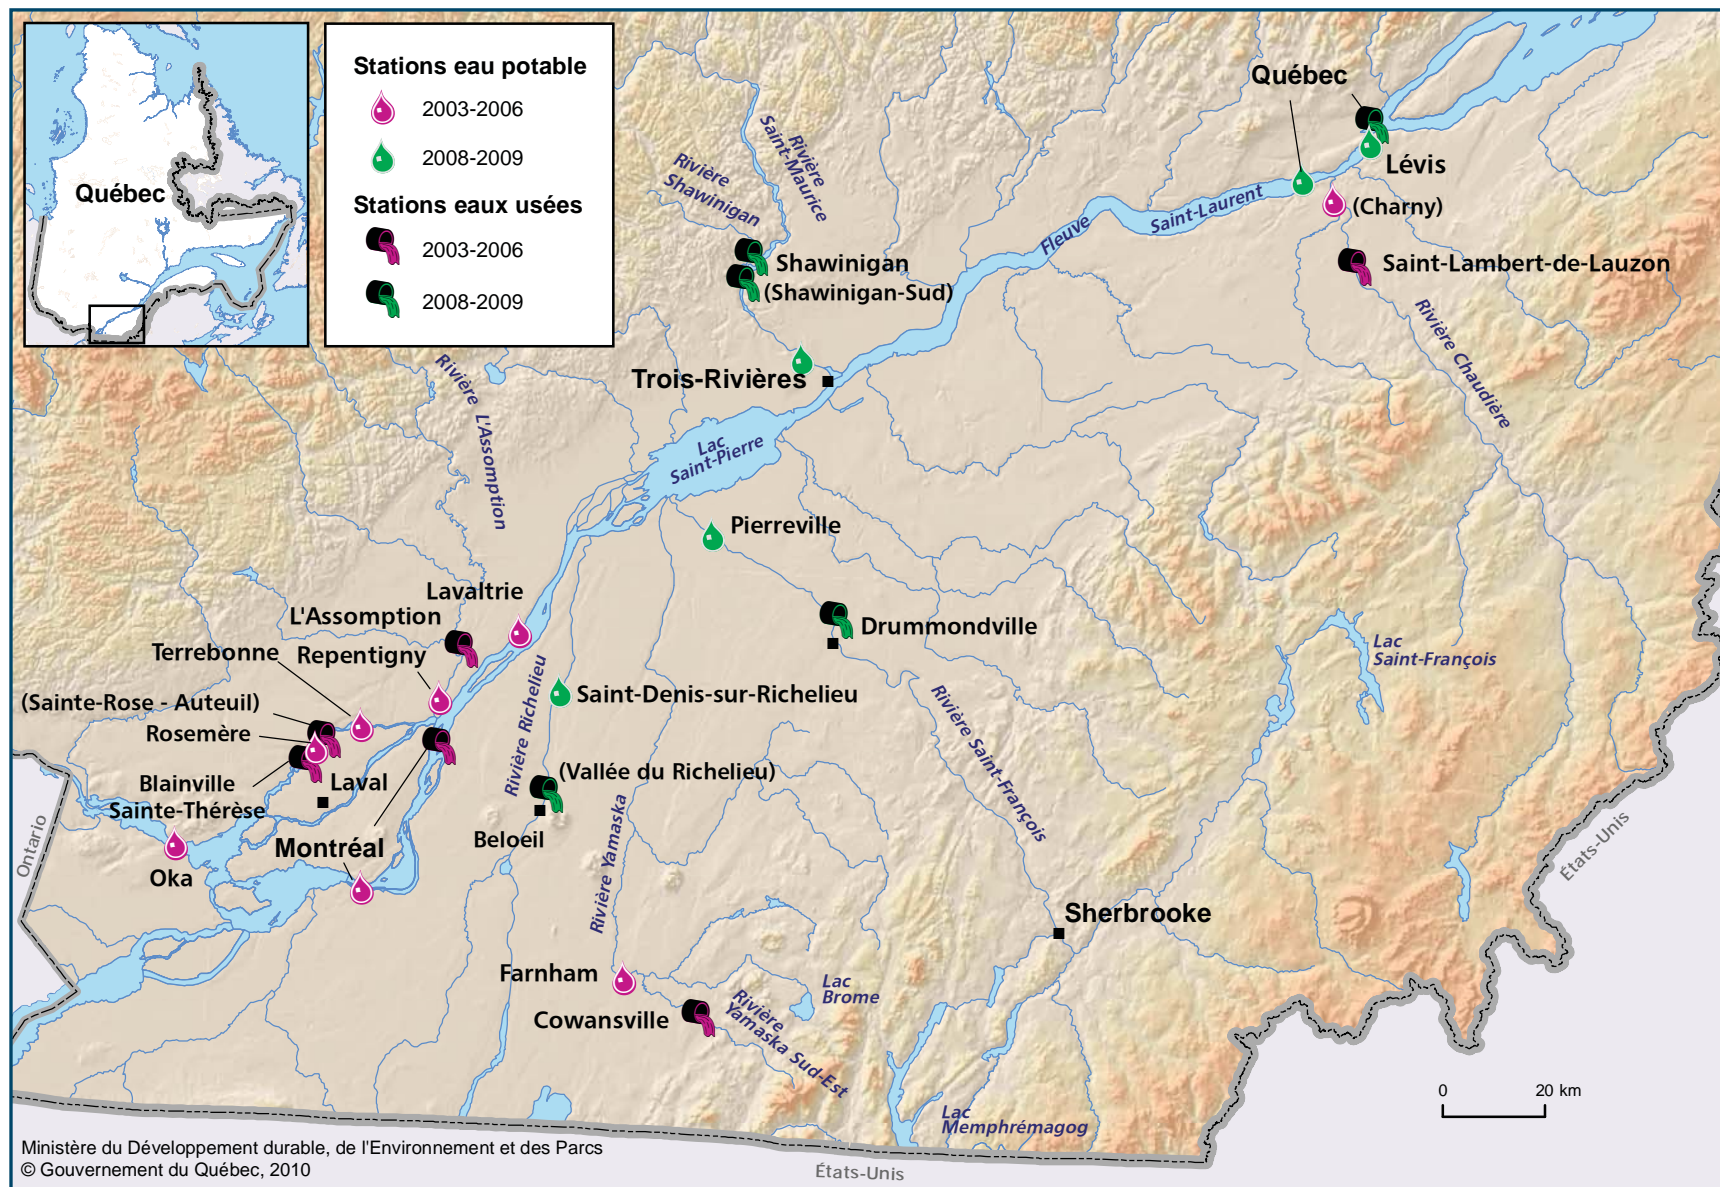 Québec
Stations eau potable
2003-2006
2008-2009
Stations eaux usées
2003-2006
2008-2009
Québec
Lévis
(Charny)
Saint-Lambert-de-Lauzon
Rivière
Saint-Maurice
Rivière
Shawinigan
Shawinigan
(Shawinigan-Sud)
Fleuve
Saint-Laurent
Rivière Chaudière
Trois-Rivières
Rivière L'Assomption
Lac
Saint-Pierre
Pierreville
Lavaltrie
L'Assomption
Terrebonne
Repentigny
Drummondville
Lac
Saint-François
(Sainte-Rose - Auteuil)
Rosemère
Saint-Denis-sur-Richelieu
Rivière Richelieu
Rivière Saint-François
Blainville
Sainte-Thérèse
Laval
(Vallée du Richelieu)
Beloeil
Rivière Yamaska
Ontario
Montréal
Oka
États-Unis
Sherbrooke
Farnham
Cowansville
Lac
Brome
Rivière
Yamaska Sud-Est
Lac
Memphrémagog
0 20 km
Ministère du Développement durable, de l'Environnement et des Parcs
© Gouvernement du Québec, 2010
États-Unis